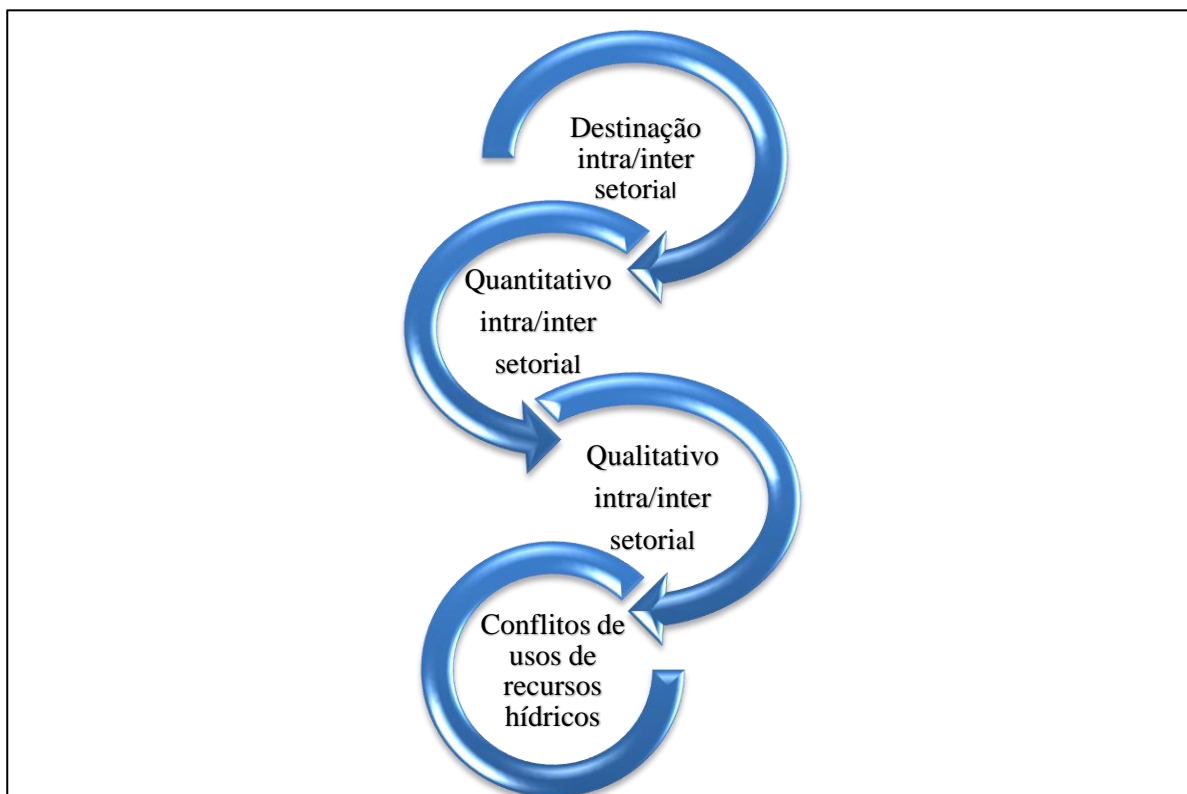 Destinação
intra/inter
setorial
Quantitativo
intra/inter
setorial
Qualitativo
intra/inter
setorial
Conflitos de
usos de
recursos
hídricos